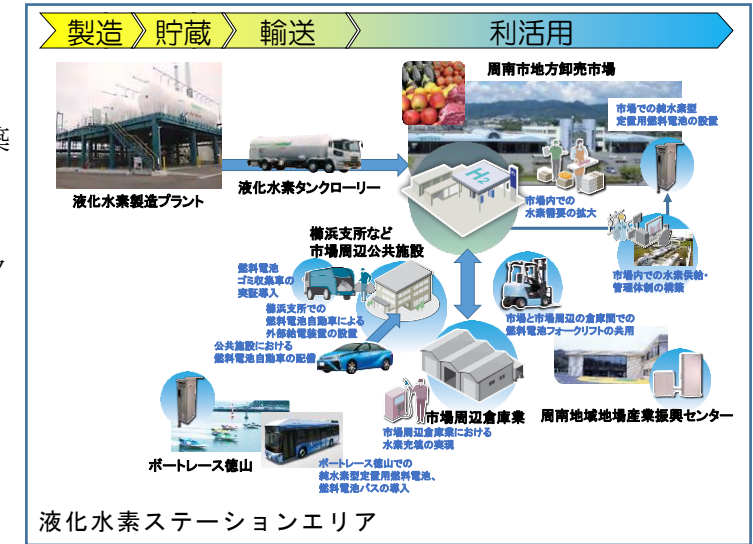 製造
貯蔵
輸送
利活用
周南市地方卸売市場
市場での純水素型
定置用燃料電池の設置
液化水素製造プラント
液化水素タンクローリー
H2
市場内での
水素需要の拡大
櫛浜支所など
市場周辺公共施設
市場内での水素供給・
管理体制の構築
燃料電池
ゴミ収集車の
実証導入
櫛浜支所での
燃料電池自動車による
外部給電装置の設置
公共施設における
燃料電池自動車の配備
市場と市場周辺の倉庫間での
燃料電池フォークリフトの共用
市場周辺倉庫業
市場周辺倉庫業における
水素充填の実現
周南地域地場産業振興センター
ボートレース徳山
ボートレース徳山での
純水素型定置用燃料電池、
燃料電池バスの導入
液化水素ステーションエリア